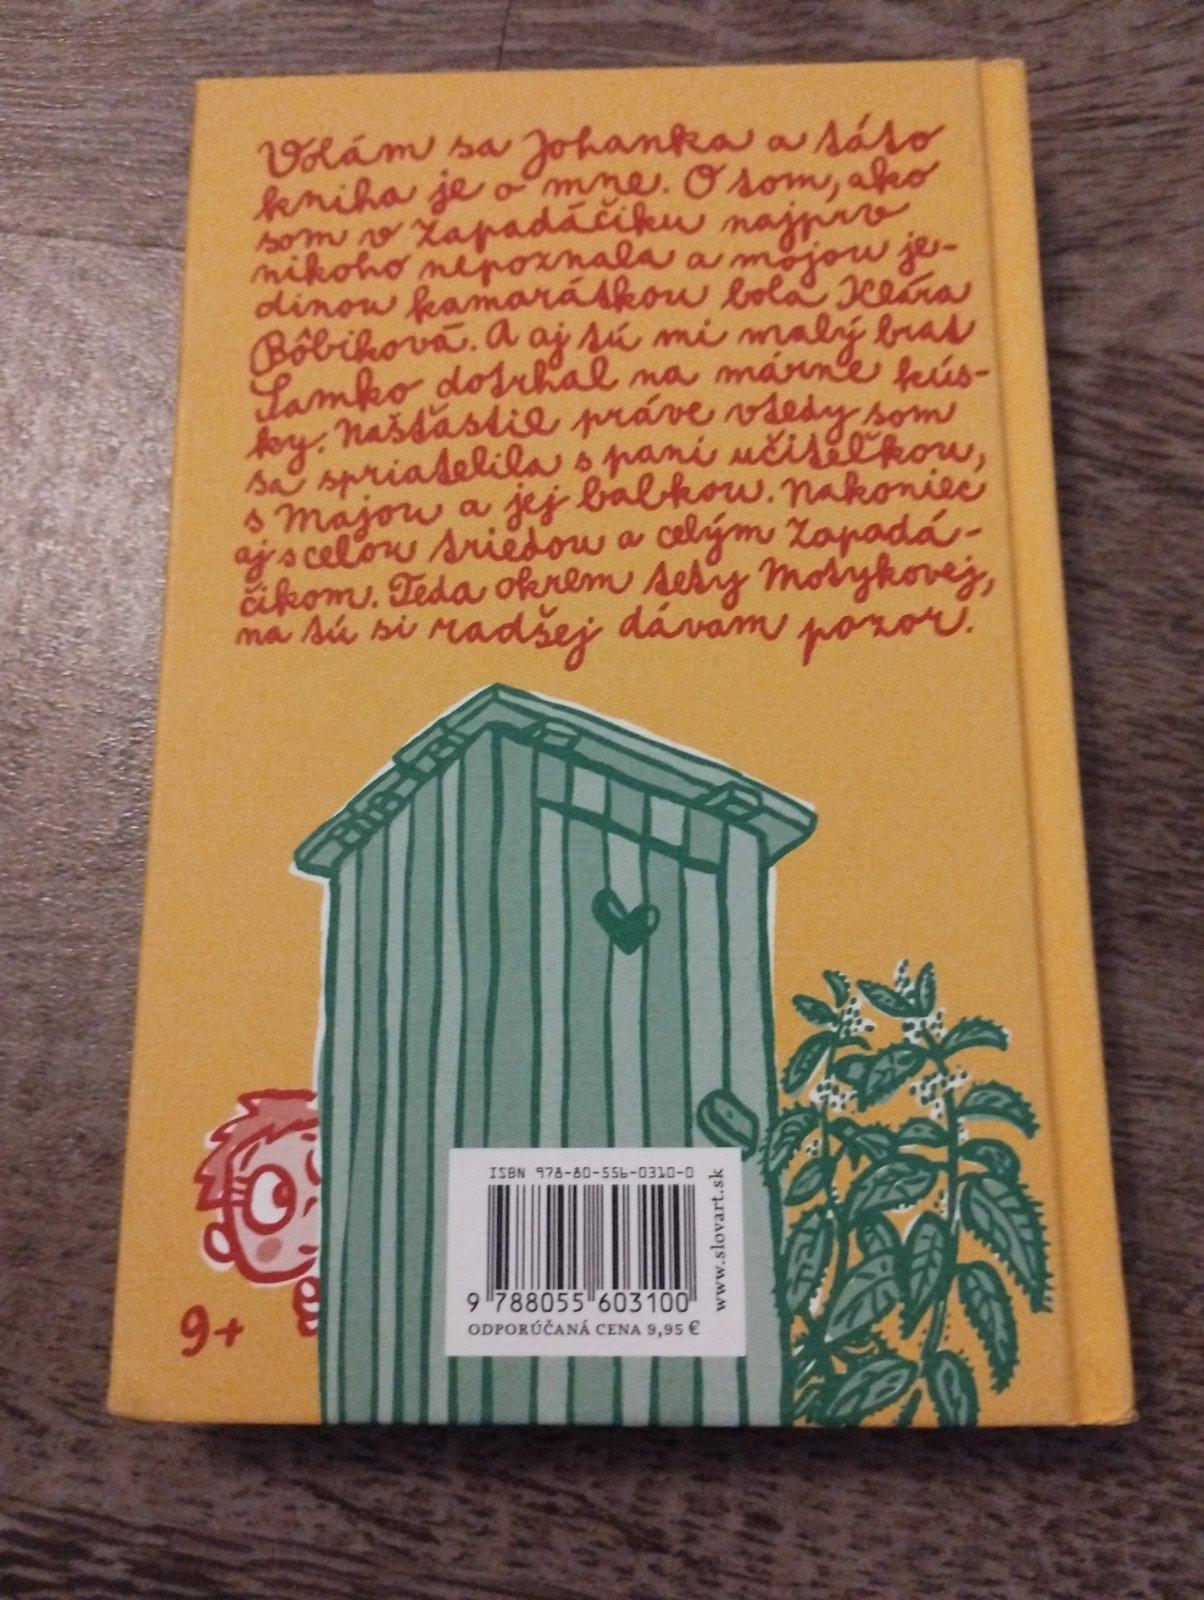 Volám sa Johanka a táto
kniha je o mne. O tom, ako
som v Zapadáčiku najprv
nikoho nepoznala a mojou je-
dinou kamarátkou bola Klára
Bôbiková. A aj tú mi malý brat
Samko dotrhal na márne kús-
ky. Našťastie práve vtedy som
sa spriatelila s pani učiteľkou,
s Majou a jej babkou. Nakoniec
aj s celou triedou a celým Zapadá-
čikom. Teda okrem tety Motykovej,
na tú si radšej dávam pozor.
9+
ISBN 978-80-556-0310-0
9 788055 603100
ODPORÚČANÁ CENA 9,95 €
www.slovart.sk